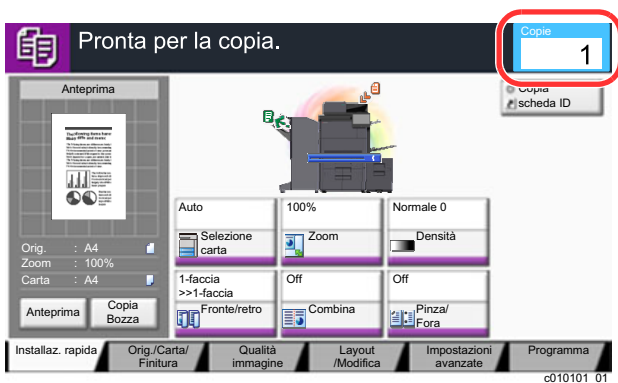 Pronta per la copia.
Copie
1
Copia
scheda ID
Anteprima
Orig. : A4
Zoom : 100%
Carta : A4
Anteprima
Copia
Bozza
Auto
Selezione
carta
100%
Zoom
Normale 0
Densità
1-faccia
>>1-faccia
Fronte/retro
Off
Combina
Off
Pinza/
Fora
Installaz. rapida
Orig./Carta/
Finitura
Qualità
immagine
Layout
/Modifica
Impostazioni
avanzate
Programma
c010101_01